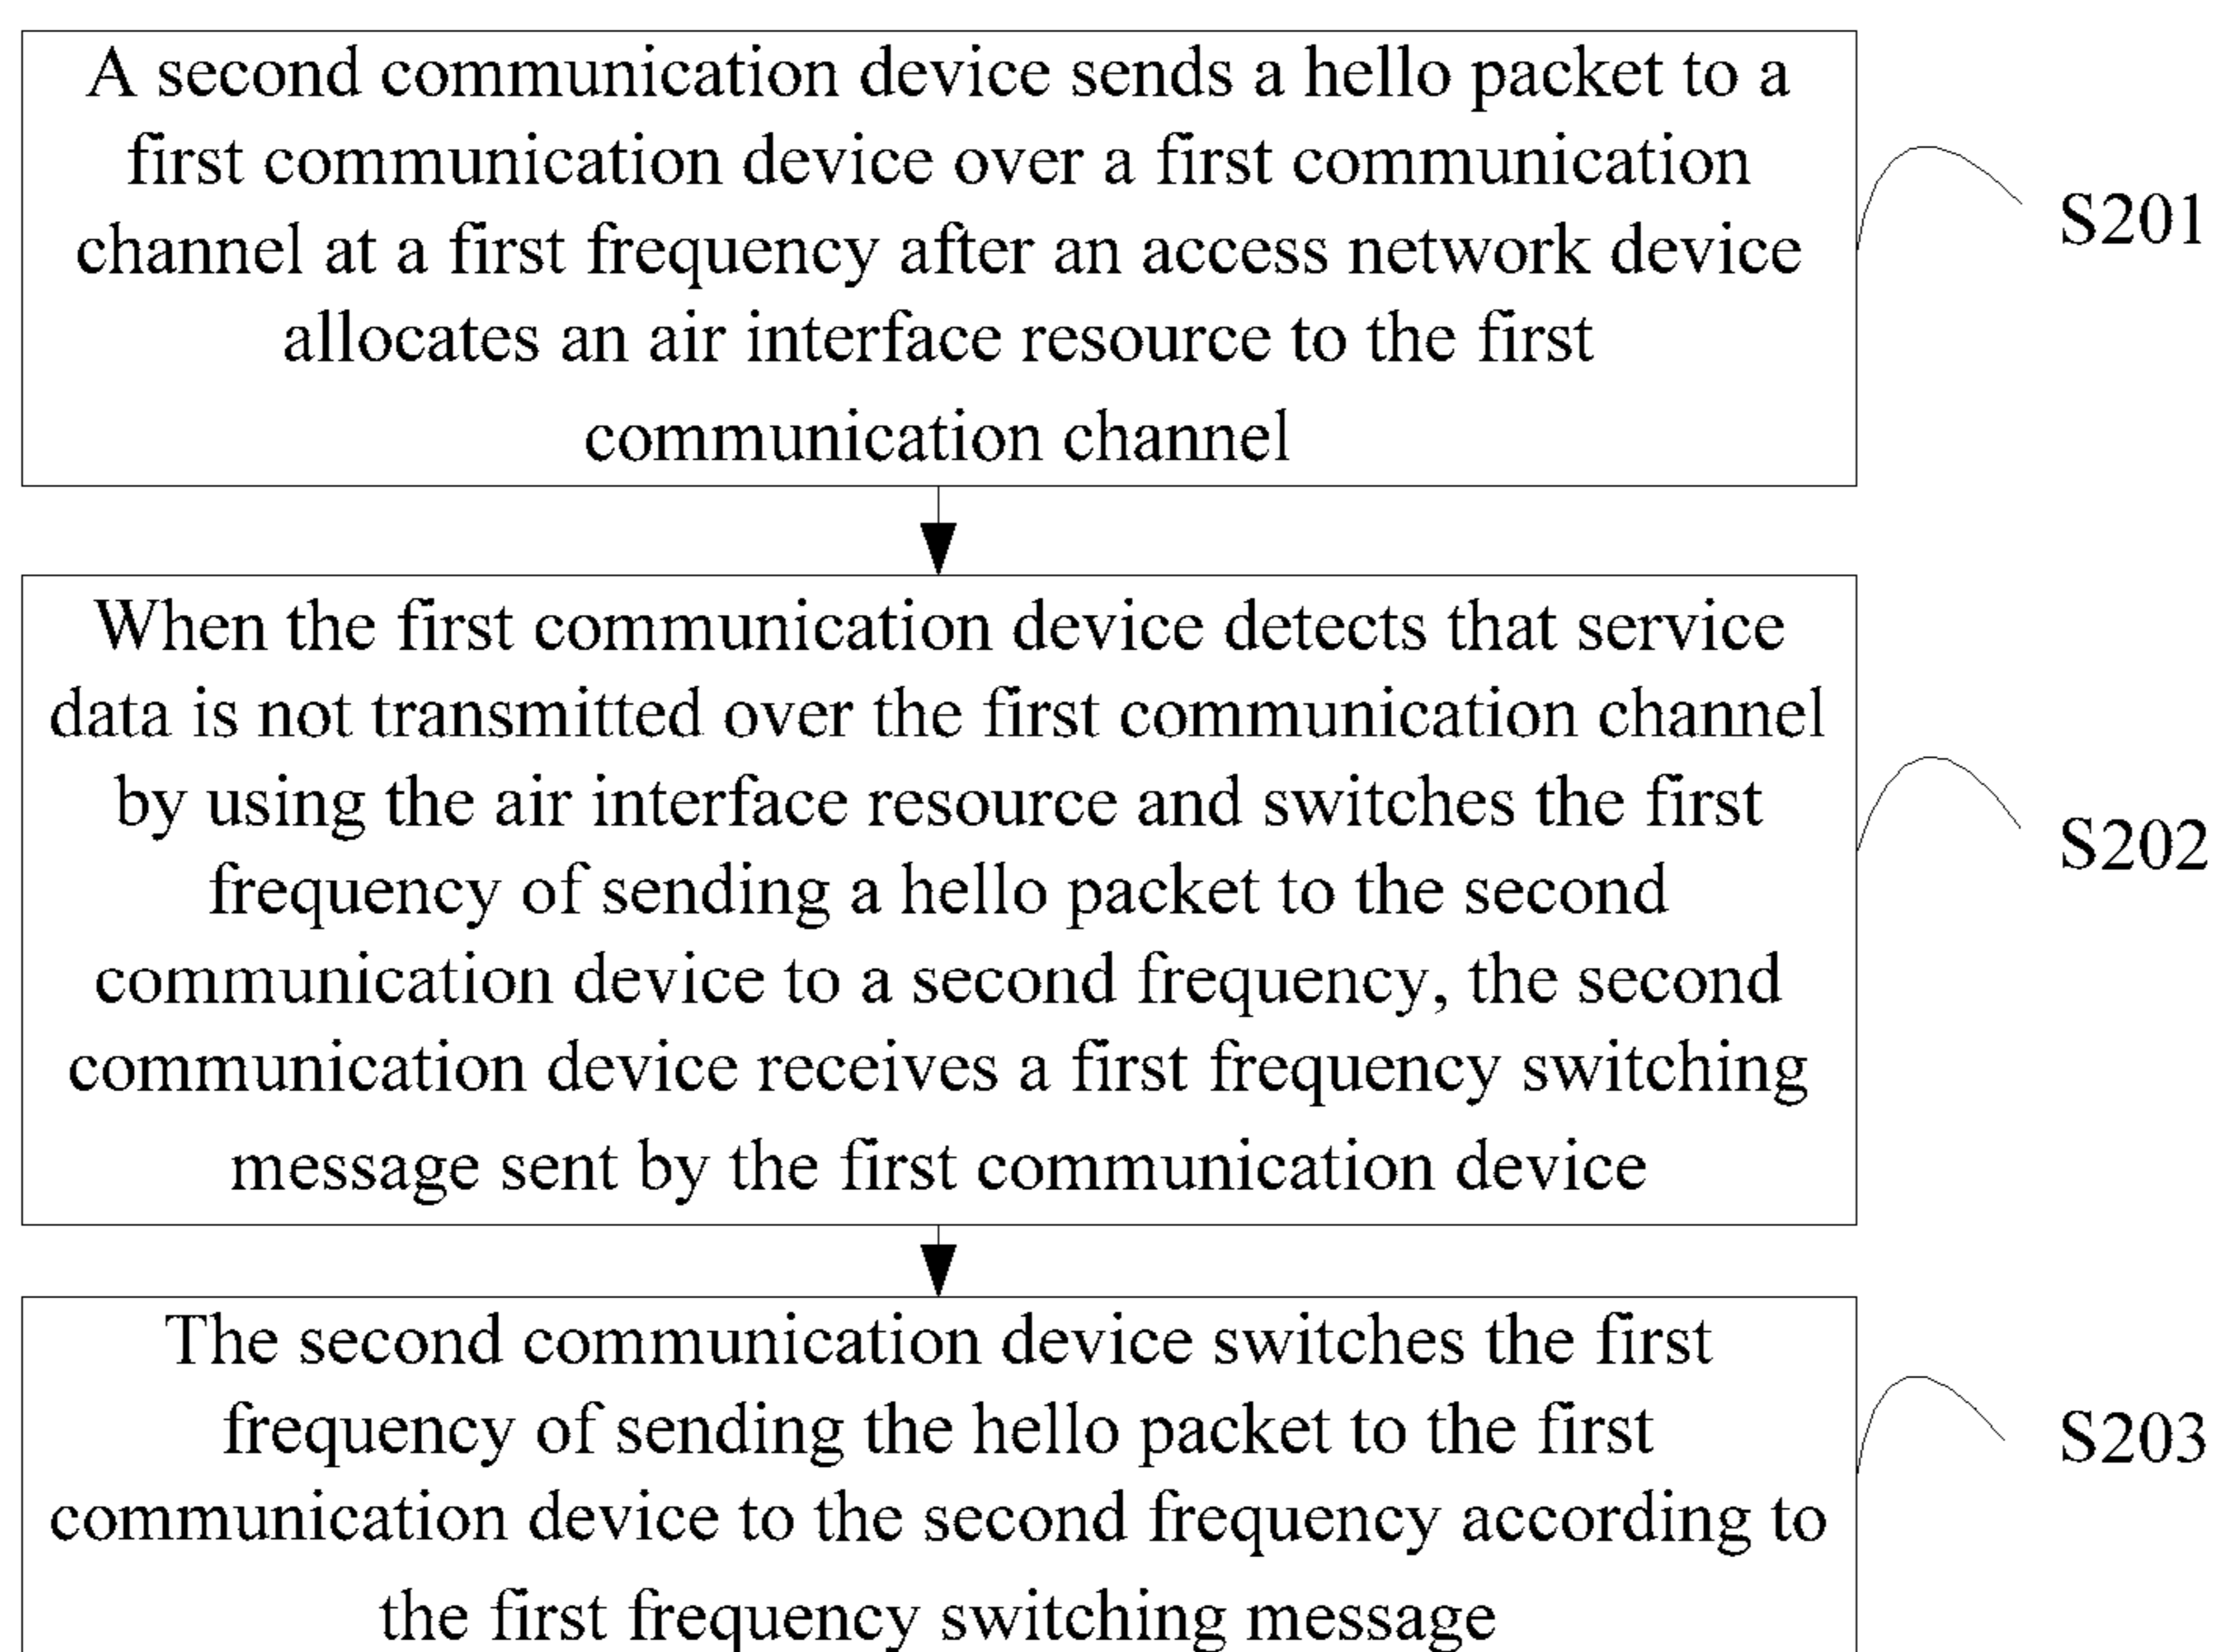 A second communication device sends a hello packet to a
first communication device over a first communication
channel at a first frequency after an access network device
allocates an air interface resource to the first
communication channel
S201
When the first communication device detects that service
data is not transmitted over the first communication channel
by using the air interface resource and switches the first
frequency of sending a hello packet to the second
communication device to a second frequency, the second
communication device receives a first frequency switching
message sent by the first communication device
S202
The second communication device switches the first
frequency of sending the hello packet to the first
communication device to the second frequency according to
the first frequency switching message
S203